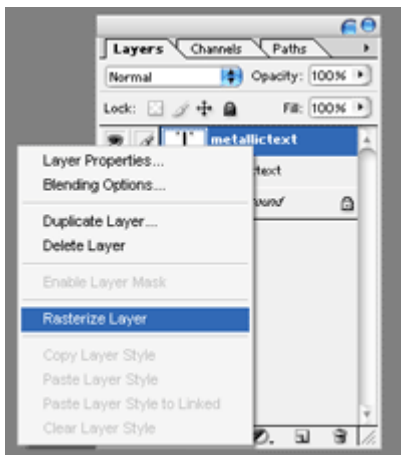 Layers Channels Paths
Normal Opacity: 100%
Lock: Fill: 100%
T metallictext
Layer Properties...
text
Blending Options...
Duplicate Layer...
Delete Layer
Enable Layer Mask
Rasterize Layer
Copy Layer Style
Paste Layer Style
Paste Layer Style to Linked
Clear Layer Style